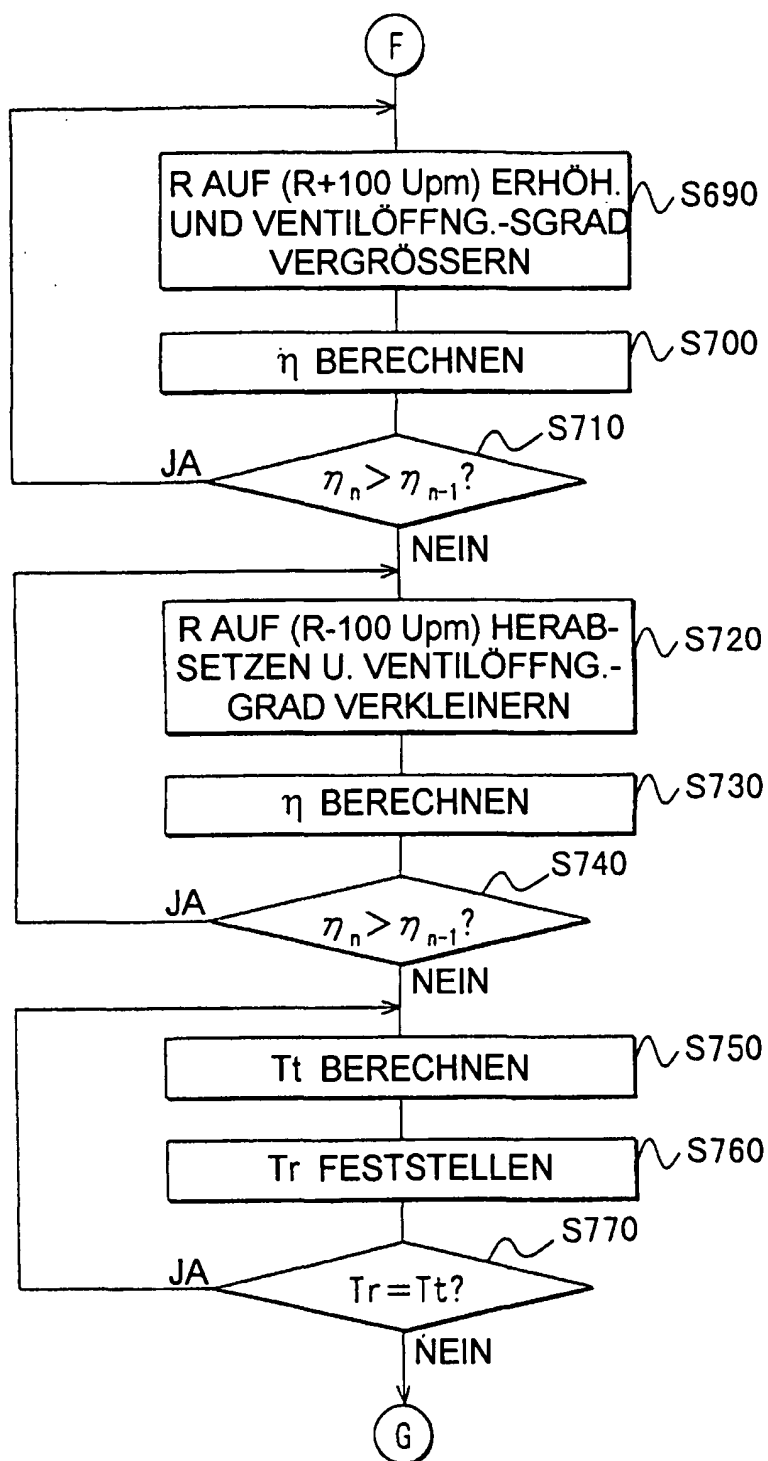 F
R AUF (R+100 Upm) ERHÖH.
UND VENTILÖFFNG.-SGRAD
VERGRÖSSERN
S690
η BERECHNEN
S700
S710
JA
ηn > ηn-1?
NEIN
R AUF (R-100 Upm) HERAB-
SETZEN U. VENTILÖFFNG.-
GRAD VERKLEINERN
S720
η BERECHNEN
S730
S740
JA
ηn > ηn-1?
NEIN
Tt BERECHNEN
S750
Tr FESTSTELLEN
S760
S770
JA
Tr=Tt?
NEIN
G